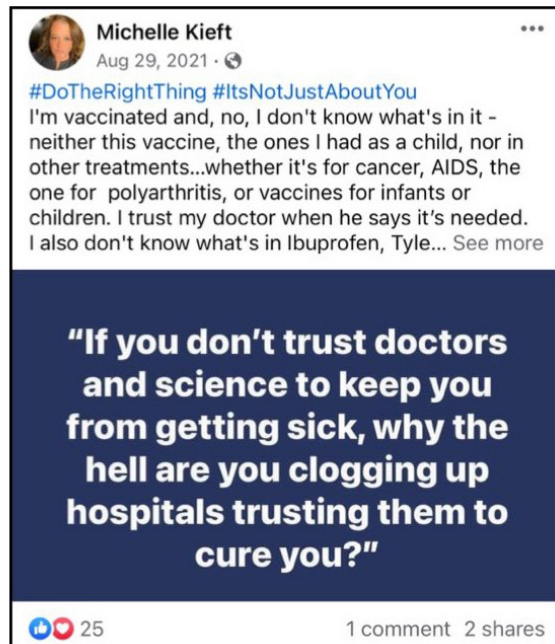 Michelle Kieft
Aug 29, 2021 ·
#DoTheRightThing #ItsNotJustAboutYou
I'm vaccinated and, no, I don't know what's in it -
neither this vaccine, the ones I had as a child, nor in
other treatments...whether it's for cancer, AIDS, the
one for polyarthritis, or vaccines for infants or
children. I trust my doctor when he says it’s needed.
I also don't know what's in Ibuprofen, Tyle... See more
“If you don’t trust doctors
and science to keep you
from getting sick, why the
hell are you clogging up
hospitals trusting them to
cure you?”
25
1 comment 2 shares